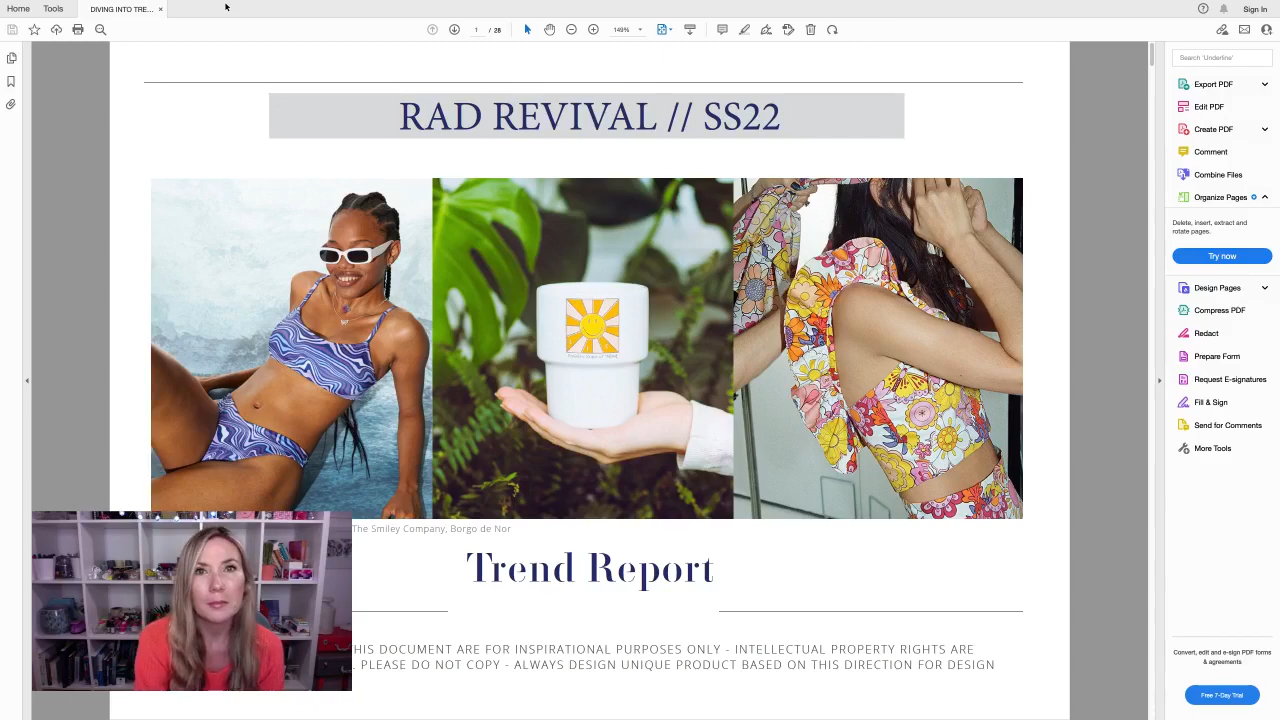 Home Tools DIVING INTO TRE... × Sign In
1 / 28 149%
Search 'Underline'
Export PDF
Edit PDF
Create PDF
Comment
Combine Files
Organize Pages
Delete, insert, extract and
rotate pages.
Try now
Design Pages
Compress PDF
Redact
Prepare Form
Request E-signatures
Fill & Sign
Send for Comments
More Tools
Convert, edit and e-sign PDF forms
& agreements
Free 7-Day Trial
RAD REVIVAL // SS22
The Smiley Company, Borgo de Nor
Trend Report
HIS DOCUMENT ARE FOR INSPIRATIONAL PURPOSES ONLY - INTELLECTUAL PROPERTY RIGHTS ARE
. PLEASE DO NOT COPY - ALWAYS DESIGN UNIQUE PRODUCT BASED ON THIS DIRECTION FOR DESIGN